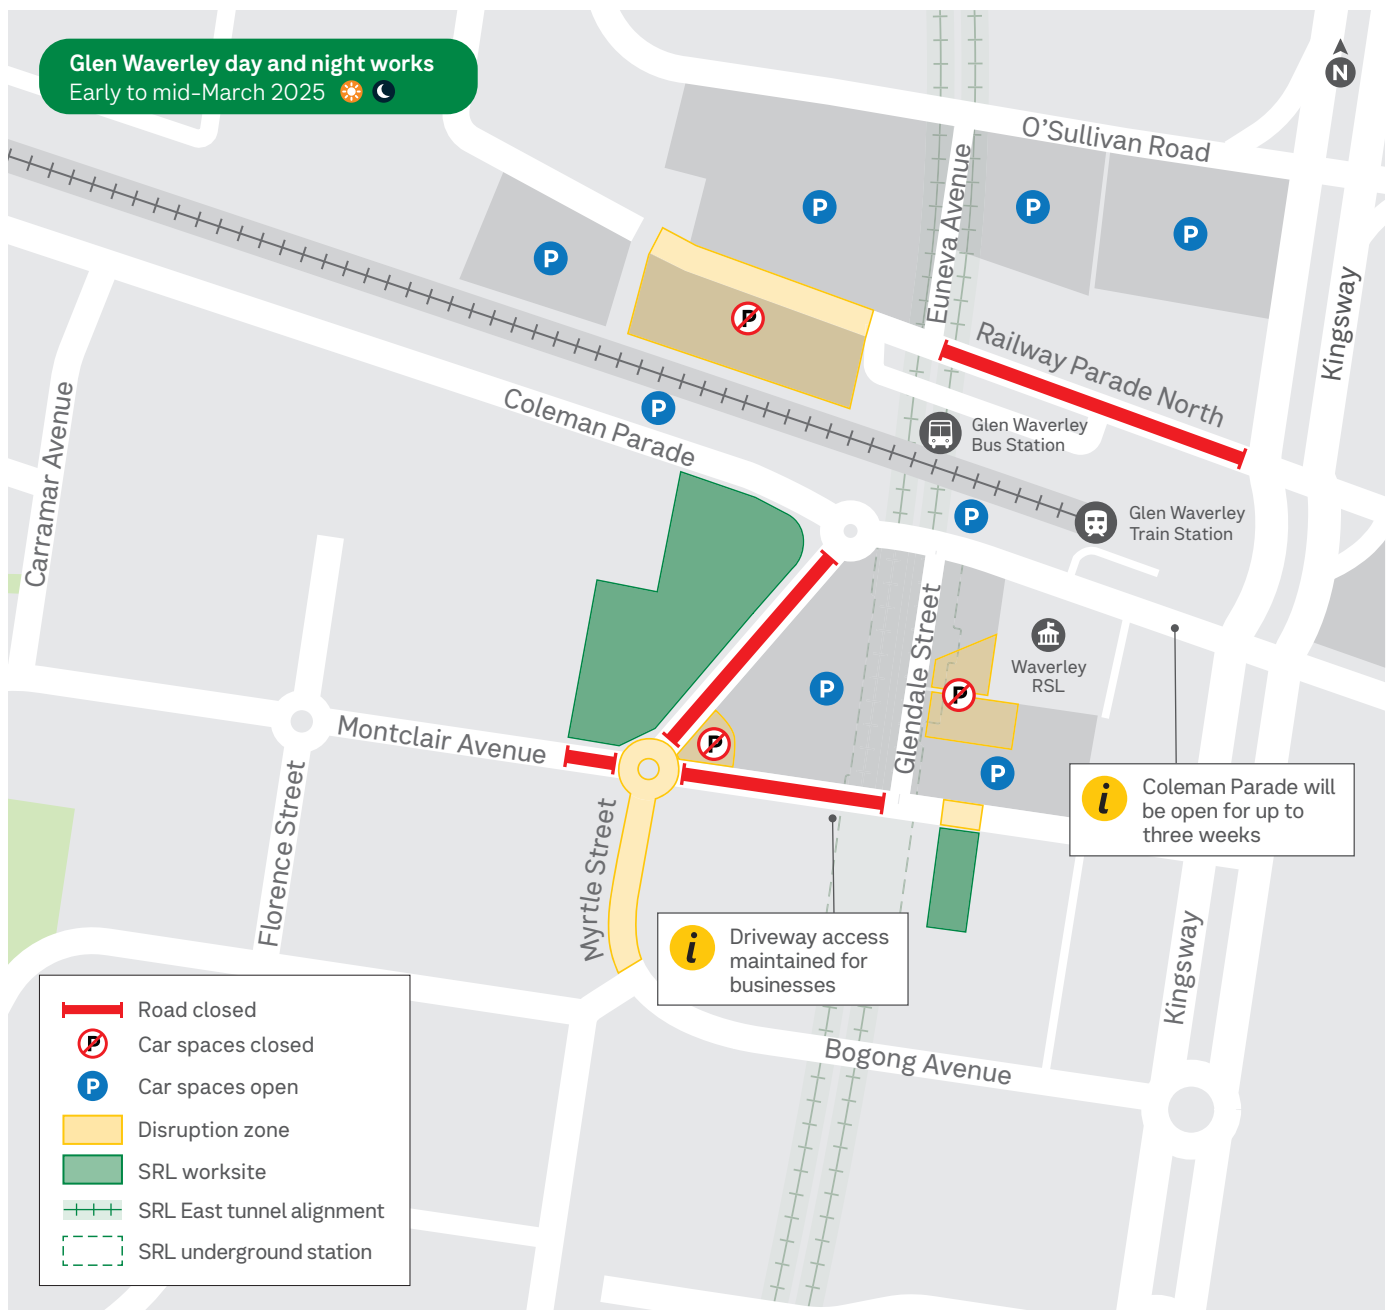 Glen Waverley day and night works
Early to mid-March 2025
N
O'Sullivan Road
Euneva Avenue
Kingsway
P
P
P
P
P
Railway Parade North
Coleman Parade
P
Glen Waverley
Bus Station
Carramar Avenue
P
Glen Waverley
Train Station
Glendale Street
Waverley
RSL
P
P
Montclair Avenue
P
P
i
Coleman Parade will
be open for up to
three weeks
Florence Street
Myrtle Street
i
Driveway access
maintained for
businesses
Kingsway
Bogong Avenue
Road closed
P
Car spaces closed
P
Car spaces open
Disruption zone
SRL worksite
SRL East tunnel alignment
SRL underground station